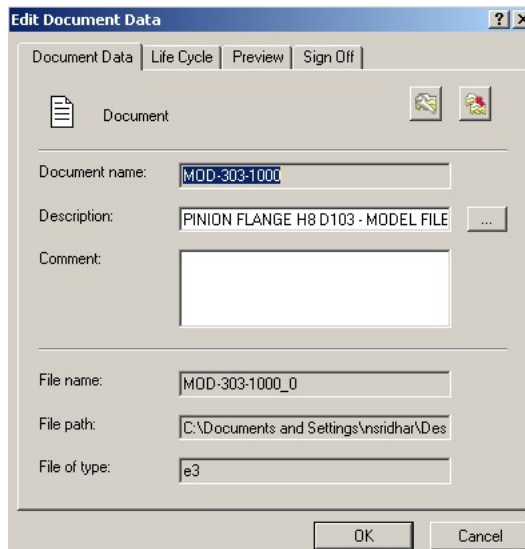 Edit Document Data
Document Data Life Cycle Preview Sign Off
Document
Document name: MOD-303-1000
Description: PINION FLANGE H8 D103 - MODEL FILE ...
Comment:
File name: MOD-303-1000_0
File path: C:\Documents and Settings\nsridhar\Des
File of type: e3
OK Cancel